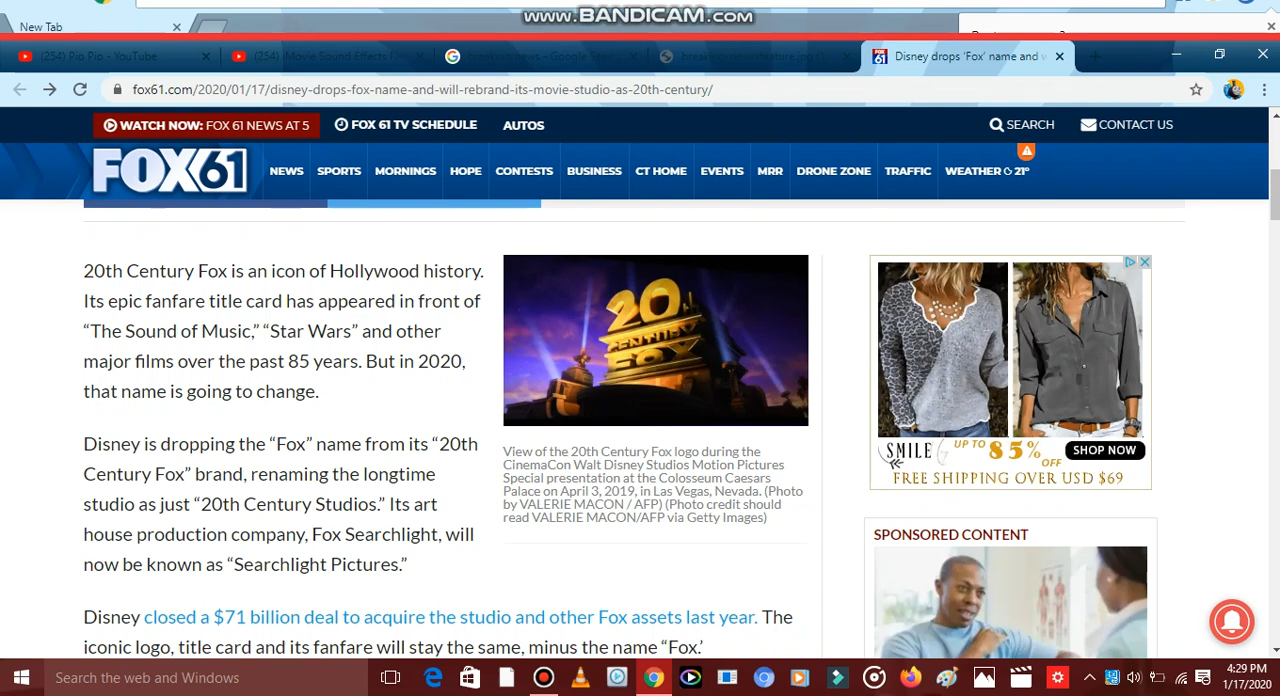 www.BANDICAM.com
New Tab
(254) Pip Pip - YouTube
(254) Movie Sound Effects
Disney drops 'Fox' name and w
fox61.com/2020/01/17/disney-drops-fox-name-and-will-rebrand-its-movie-studio-as-20th-century/
WATCH NOW: FOX 61 NEWS AT 5
FOX 61 TV SCHEDULE
AUTOS
SEARCH
CONTACT US
FOX61
NEWS SPORTS MORNINGS HOPE CONTESTS BUSINESS CT HOME EVENTS MRR DRONE ZONE TRAFFIC WEATHER 21°
20th Century Fox is an icon of Hollywood history.
Its epic fanfare title card has appeared in front of
“The Sound of Music,” “Star Wars” and other
major films over the past 85 years. But in 2020,
that name is going to change.
Disney is dropping the “Fox” name from its “20th
Century Fox” brand, renaming the longtime
studio as just “20th Century Studios.” Its art
house production company, Fox Searchlight, will
now be known as “Searchlight Pictures.”
Disney closed a $71 billion deal to acquire the studio and other Fox assets last year. The
iconic logo, title card and its fanfare will stay the same, minus the name “Fox.’
20th
CENTURY
FOX
View of the 20th Century Fox logo during the
CinemaCon Walt Disney Studios Motion Pictures
Special presentation at the Colosseum Caesars
Palace on April 3, 2019, in Las Vegas, Nevada. (Photo
by VALERIE MACON / AFP) (Photo credit should
read VALERIE MACON/AFP via Getty Images)
SMILE
UP TO 85% OFF
SHOP NOW
FREE SHIPPING OVER USD $69
SPONSORED CONTENT
Search the web and Windows
4:29 PM
1/17/2020